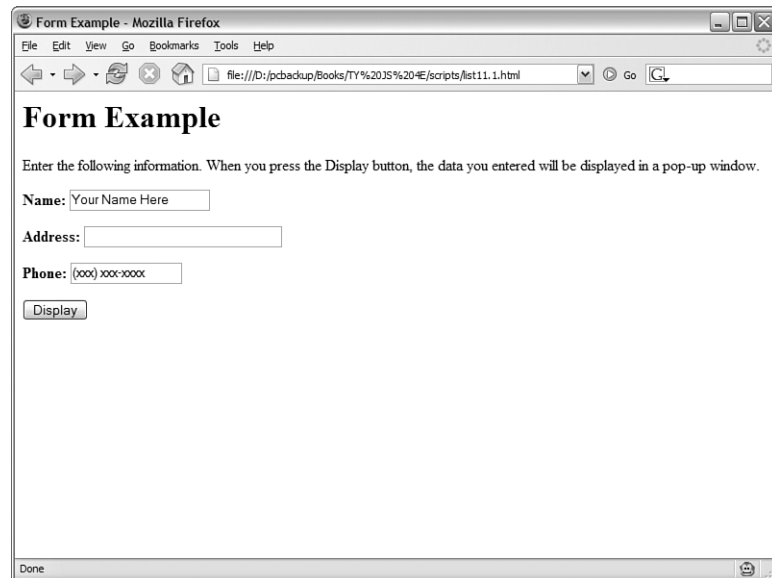 Form Example - Mozilla Firefox
File Edit View Go Bookmarks Tools Help
file:///D:/pcbackup/Books/TY%20JS%204E/scripts/list11.1.html Go G
Form Example
Enter the following information. When you press the Display button, the data you entered will be displayed in a pop-up window.
Name: Your Name Here
Address:
Phone: (xxx) xxx-xxxx
Display
Done